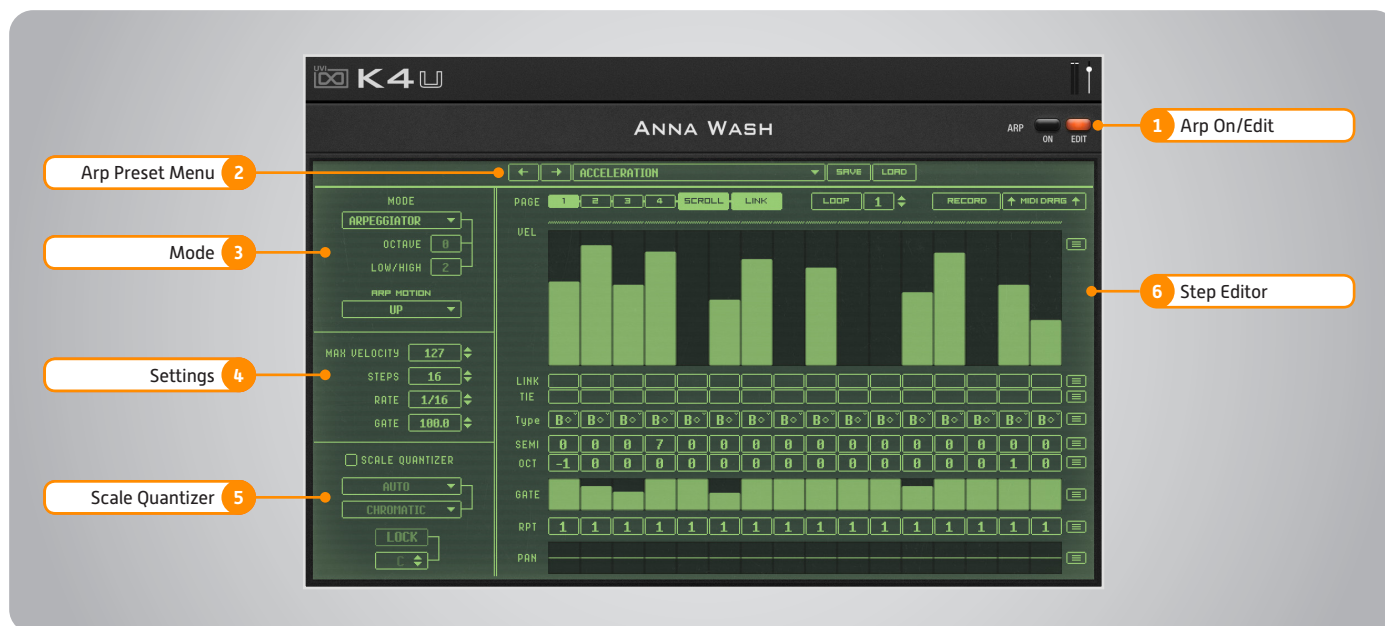 UVI K4U
ANNA WASH
ARP ON EDIT
1 Arp On/Edit
Arp Preset Menu 2
← → ACCELERATION SAVE LOAD
MODE
ARPEGGIATOR
OCTAVE 0
LOW/HIGH 2
ARP MOTION
UP
Mode 3
MAX VELOCITY 127
STEPS 16
RATE 1/16
GATE 100.0
Settings 4
SCALE QUANTIZER
AUTO
CHROMATIC
LOCK
C
Scale Quantizer 5
PAGE 1 2 3 4 SCROLL LINK LOOP 1 RECORD ↑ MIDI DRAG ↑
VEL
6 Step Editor
LINK
TIE
Type B B B B B B B B B B B B B B B B
SEMI 0 0 0 7 0 0 0 0 0 0 0 0 0 0 0 0
OCT -1 0 0 0 0 0 0 0 0 0 0 0 0 0 1 0
GATE
RPT 1 1 1 1 1 1 1 1 1 1 1 1 1 1 1 1
PAN